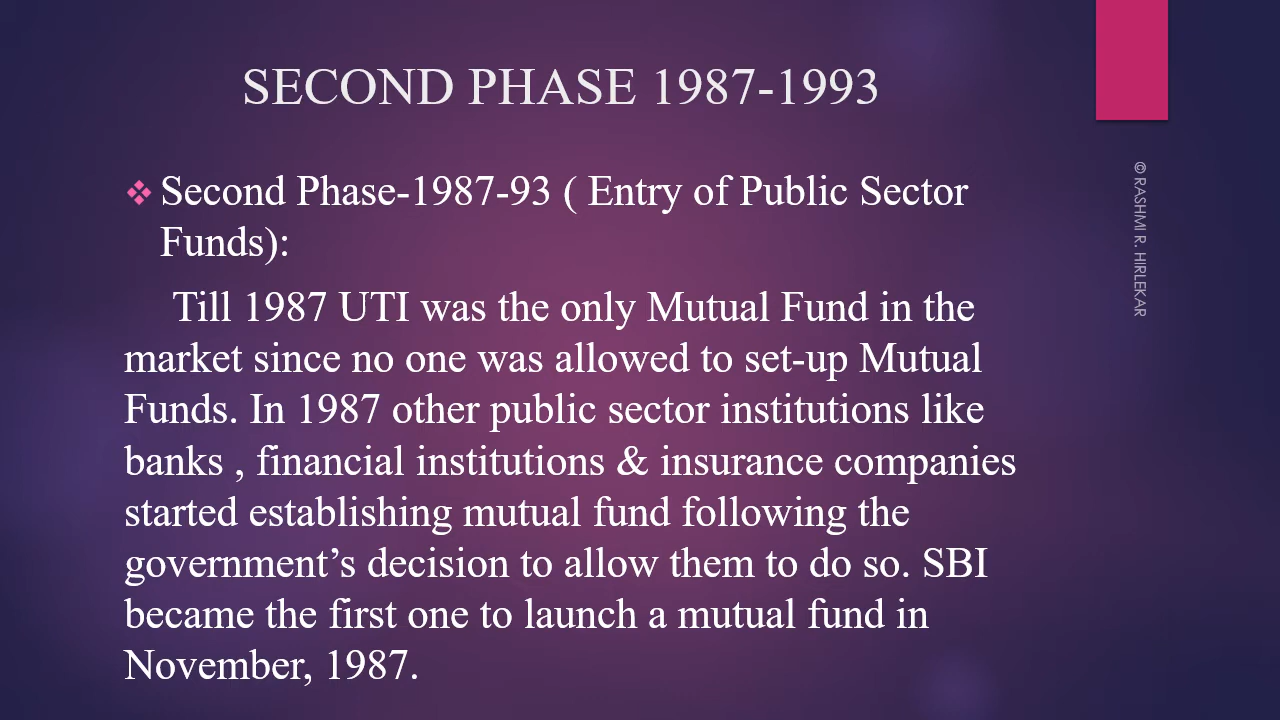 SECOND PHASE 1987-1993
Second Phase-1987-93 ( Entry of Public Sector
Funds):
Till 1987 UTI was the only Mutual Fund in the
market since no one was allowed to set-up Mutual
Funds. In 1987 other public sector institutions like
banks , financial institutions & insurance companies
started establishing mutual fund following the
government’s decision to allow them to do so. SBI
became the first one to launch a mutual fund in
November, 1987.
© RASHMI R. HIRLEKAR